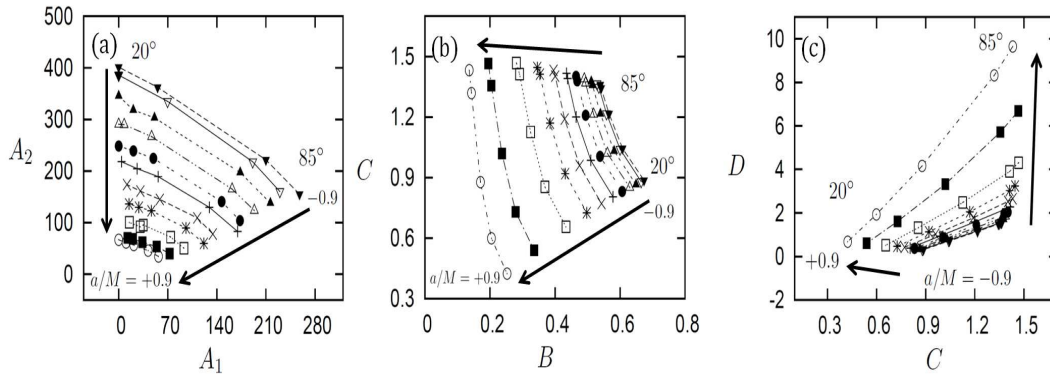 (a)
20°
85°
−0.9
a/M = +0.9
500
400
300
200
100
0
A2
0 70 140 210 280
A1
(b)
85°
20°
−0.9
a/M = +0.9
1.5
1.2
0.9
0.6
0.3
C
0 0.2 0.4 0.6 0.8
B
(c)
85°
20°
+0.9
a/M = −0.9
10
8
6
4
2
0
-2
D
0.3 0.6 0.9 1.2 1.5
C